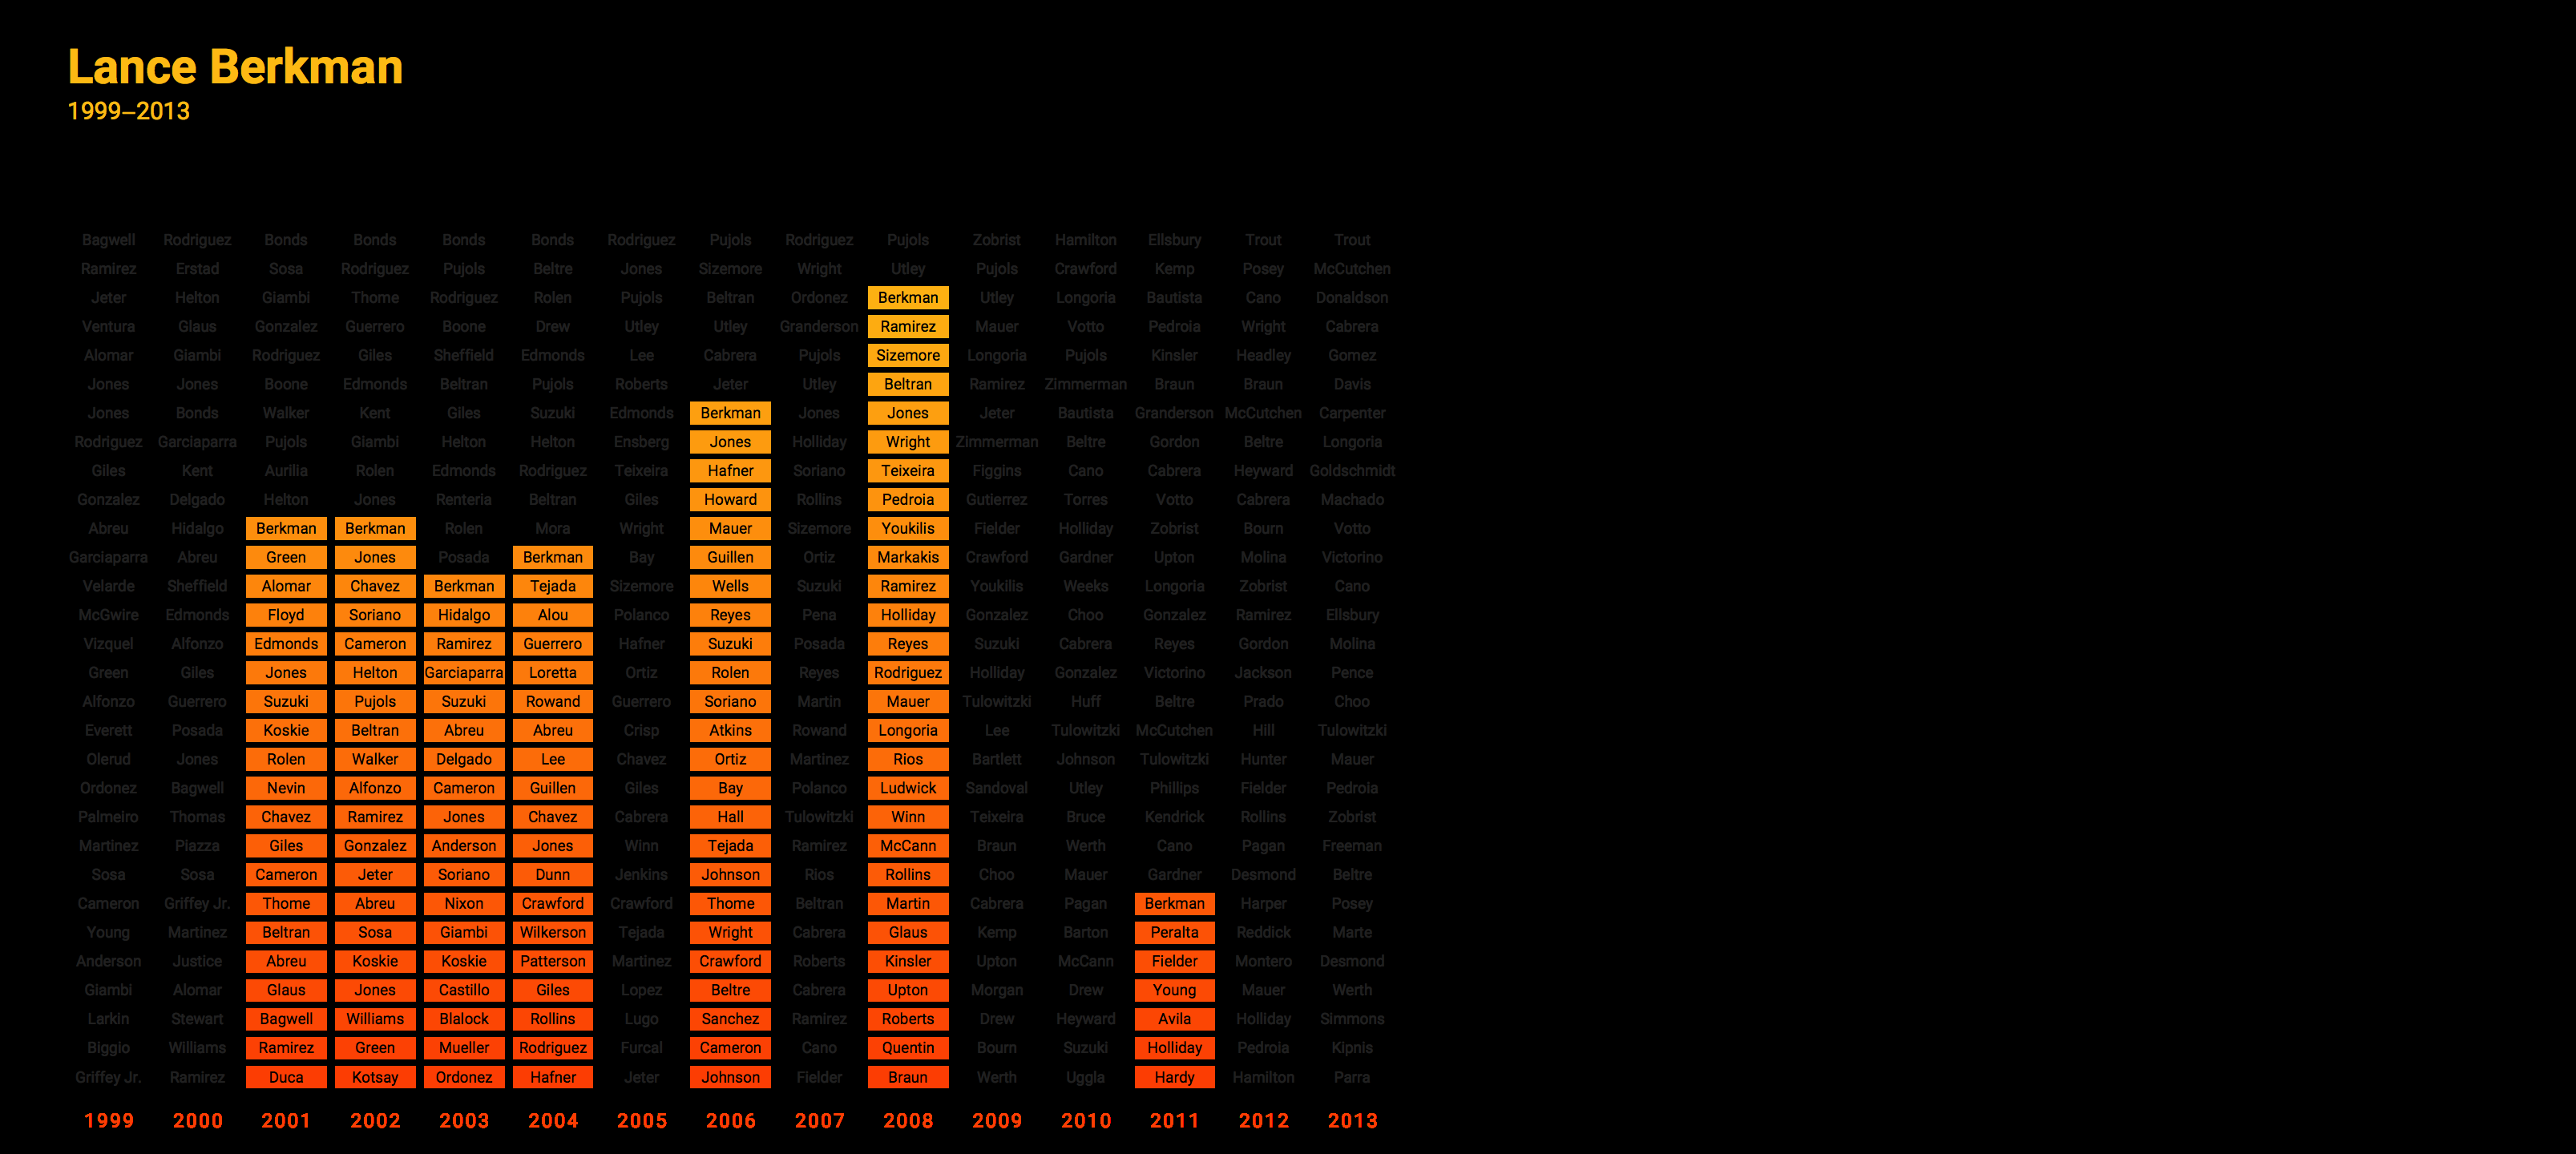 Lance Berkman
1999–2013
Bagwell Rodriguez Bonds Bonds Bonds Bonds Rodriguez Pujols Rodriguez Pujols Zobrist Hamilton Ellsbury Trout Trout
Ramirez Erstad Sosa Rodriguez Pujols Beltre Jones Sizemore Wright Utley Pujols Crawford Kemp Posey McCutchen
Jeter Helton Giambi Thome Rodriguez Rolen Pujols Beltran Ordonez Berkman Utley Longoria Bautista Cano Donaldson
Ventura Glaus Gonzalez Guerrero Boone Drew Utley Utley Granderson Ramirez Mauer Votto Pedroia Wright Cabrera
Alomar Giambi Rodriguez Giles Sheffield Edmonds Lee Cabrera Pujols Sizemore Longoria Pujols Kinsler Headley Gomez
Jones Jones Boone Edmonds Beltran Pujols Roberts Jeter Utley Beltran Ramirez Zimmerman Braun Braun Davis
Jones Bonds Walker Kent Giles Suzuki Edmonds Berkman Jones Jones Jeter Bautista Granderson McCutchen Carpenter
Rodriguez Garciaparra Pujols Giambi Helton Helton Ensberg Jones Holliday Wright Zimmerman Beltre Gordon Beltre Longoria
Giles Kent Aurilia Rolen Edmonds Rodriguez Teixeira Hafner Soriano Teixeira Figgins Cano Cabrera Heyward Goldschmidt
Gonzalez Delgado Helton Jones Renteria Beltran Giles Howard Rollins Pedroia Gutierrez Torres Votto Cabrera Machado
Abreu Hidalgo Berkman Berkman Rolen Mora Wright Mauer Sizemore Youkilis Fielder Holliday Zobrist Bourn Votto
Garciaparra Abreu Green Jones Posada Berkman Bay Guillen Ortiz Markakis Crawford Gardner Upton Molina Victorino
Velarde Sheffield Alomar Chavez Berkman Tejada Sizemore Wells Suzuki Ramirez Youkilis Weeks Longoria Zobrist Cano
McGwire Edmonds Floyd Soriano Hidalgo Alou Polanco Reyes Pena Holliday Gonzalez Choo Gonzalez Ramirez Ellsbury
Vizquel Alfonzo Edmonds Cameron Ramirez Guerrero Hafner Suzuki Posada Reyes Suzuki Cabrera Reyes Gordon Molina
Green Giles Jones Helton Garciaparra Loretta Ortiz Rolen Reyes Rodriguez Holliday Gonzalez Victorino Jackson Pence
Alfonzo Guerrero Suzuki Pujols Suzuki Rowand Guerrero Soriano Martin Mauer Tulowitzki Huff Beltre Prado Choo
Everett Posada Koskie Beltran Abreu Abreu Crisp Atkins Rowand Longoria Lee Tulowitzki McCutchen Hill Tulowitzki
Olerud Jones Rolen Walker Delgado Lee Chavez Ortiz Martinez Rios Bartlett Johnson Tulowitzki Hunter Mauer
Ordonez Bagwell Nevin Alfonzo Cameron Guillen Giles Bay Polanco Ludwick Sandoval Utley Phillips Fielder Pedroia
Palmeiro Thomas Chavez Ramirez Jones Chavez Cabrera Hall Tulowitzki Winn Teixeira Bruce Kendrick Rollins Zobrist
Martinez Piazza Giles Gonzalez Anderson Jones Winn Tejada Ramirez McCann Braun Werth Cano Pagan Freeman
Sosa Sosa Cameron Jeter Soriano Dunn Jenkins Johnson Rios Rollins Choo Mauer Gardner Desmond Beltre
Cameron Griffey Jr. Thome Abreu Nixon Crawford Crawford Thome Beltran Martin Cabrera Pagan Berkman Harper Posey
Young Martinez Beltran Sosa Giambi Wilkerson Tejada Wright Cabrera Glaus Kemp Barton Peralta Reddick Marte
Anderson Justice Abreu Koskie Koskie Patterson Martinez Crawford Roberts Kinsler Upton McCann Fielder Montero Desmond
Giambi Alomar Glaus Jones Castillo Giles Lopez Beltre Cabrera Upton Morgan Drew Young Mauer Werth
Larkin Stewart Bagwell Williams Blalock Rollins Lugo Sanchez Ramirez Roberts Drew Heyward Avila Holliday Simmons
Biggio Williams Ramirez Green Mueller Rodriguez Furcal Cameron Cano Quentin Bourn Suzuki Holliday Pedroia Kipnis
Griffey Jr. Ramirez Duca Kotsay Ordonez Hafner Jeter Johnson Fielder Braun Werth Uggla Hardy Hamilton Parra
1999 2000 2001 2002 2003 2004 2005 2006 2007 2008 2009 2010 2011 2012 2013